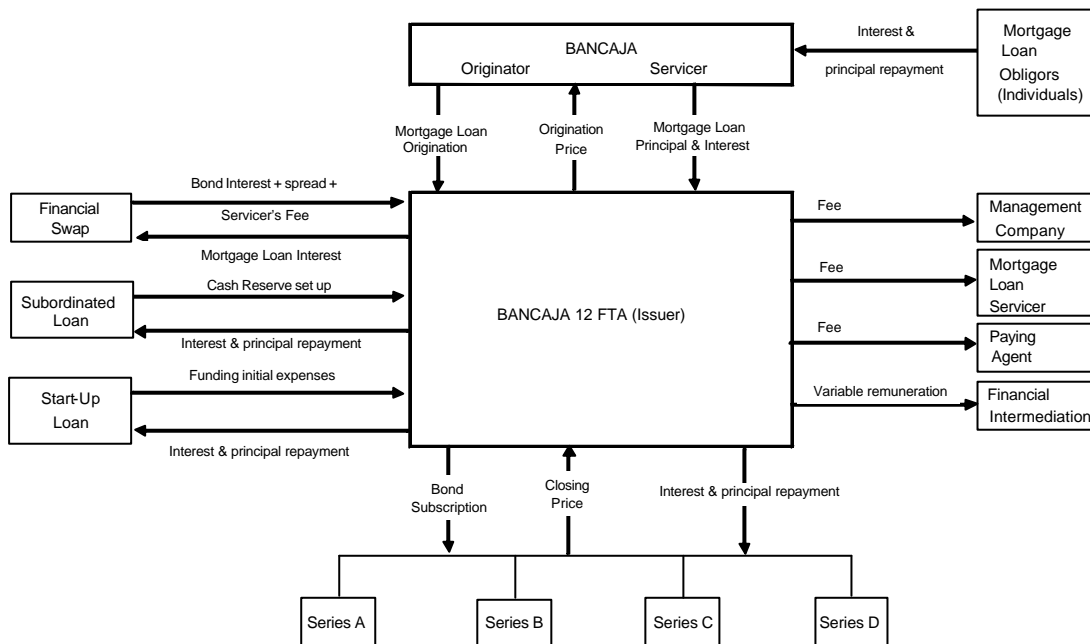 BANCAJA
Originator Servicer
Interest &
principal repayment
Mortgage
Loan
Obligors
(Individuals)
Mortgage Loan
Origination
Origination
Price
Mortgage Loan
Principal & Interest
Financial
Swap
Bond Interest + spread +
Servicer's Fee
Mortgage Loan Interest
Subordinated
Loan
Cash Reserve set up
Interest & principal repayment
Start-Up
Loan
Funding initial expenses
Interest & principal repayment
BANCAJA 12 FTA (Issuer)
Fee
Management
Company
Fee
Mortgage
Loan
Servicer
Fee
Paying
Agent
Variable remuneration
Financial
Intermediation
Bond
Subscription
Closing
Price
Interest & principal repayment
Series A
Series B
Series C
Series D